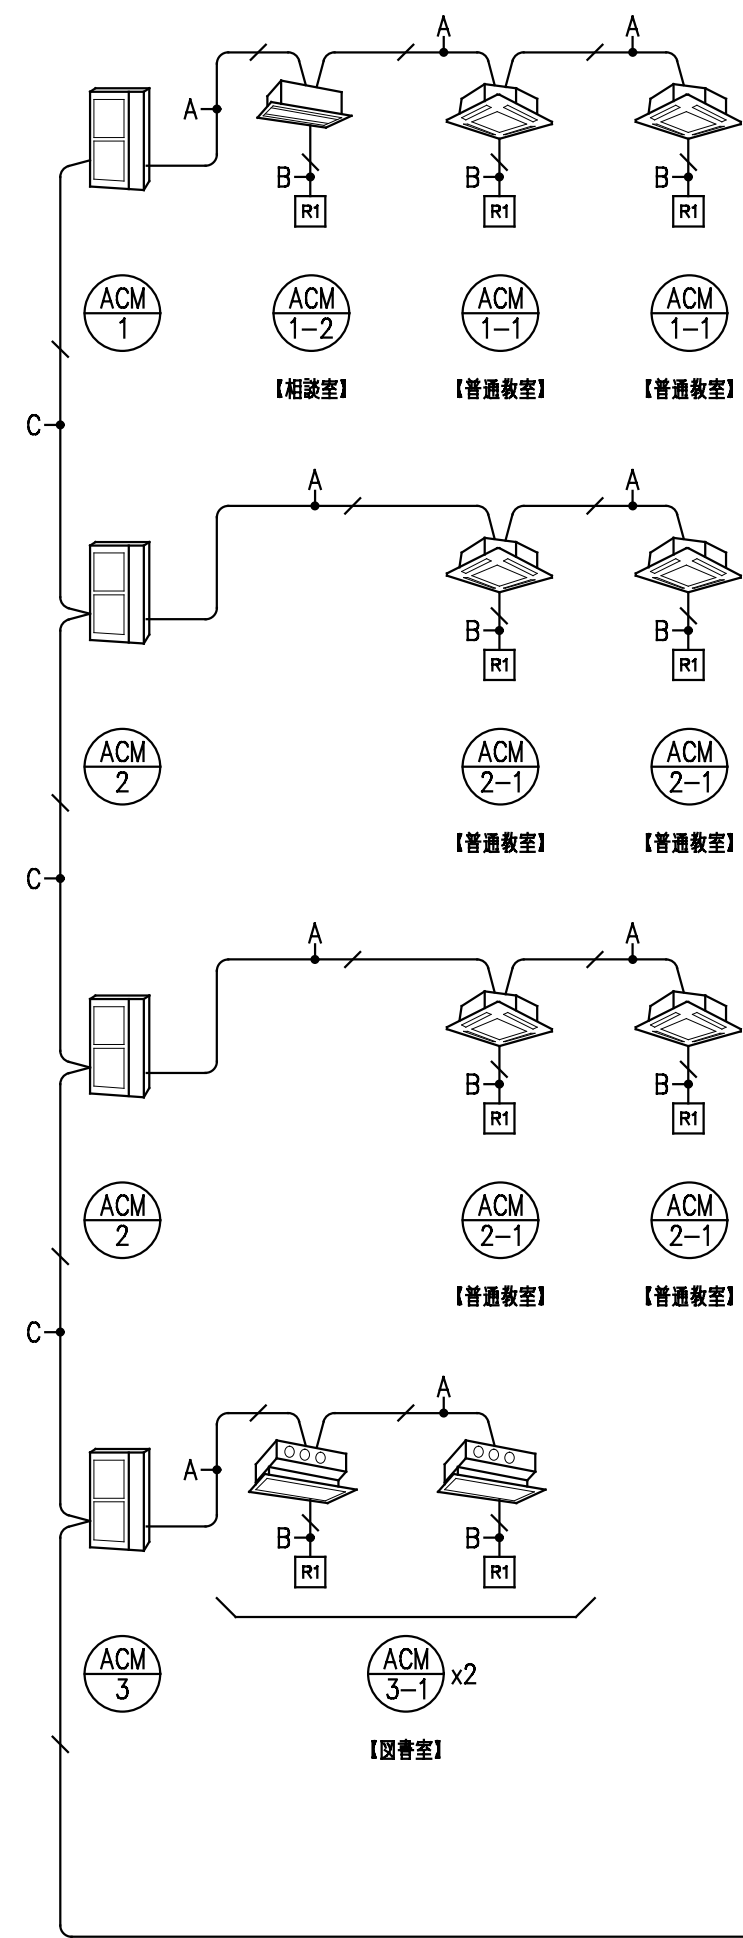 A A
A
B B B
R1 R1 R1
ACM ACM ACM ACM
1 1-2 1-1 1-1
【相談室】 【普通教室】 【普通教室】
C
A A
B B
R1 R1
ACM ACM ACM
2 2-1 2-1
【普通教室】 【普通教室】
C
A A
B B
R1 R1
ACM ACM ACM
2 2-1 2-1
【普通教室】 【普通教室】
C
A
A
B B
R1 R1
ACM ACM
3 3-1 x2
【図書室】